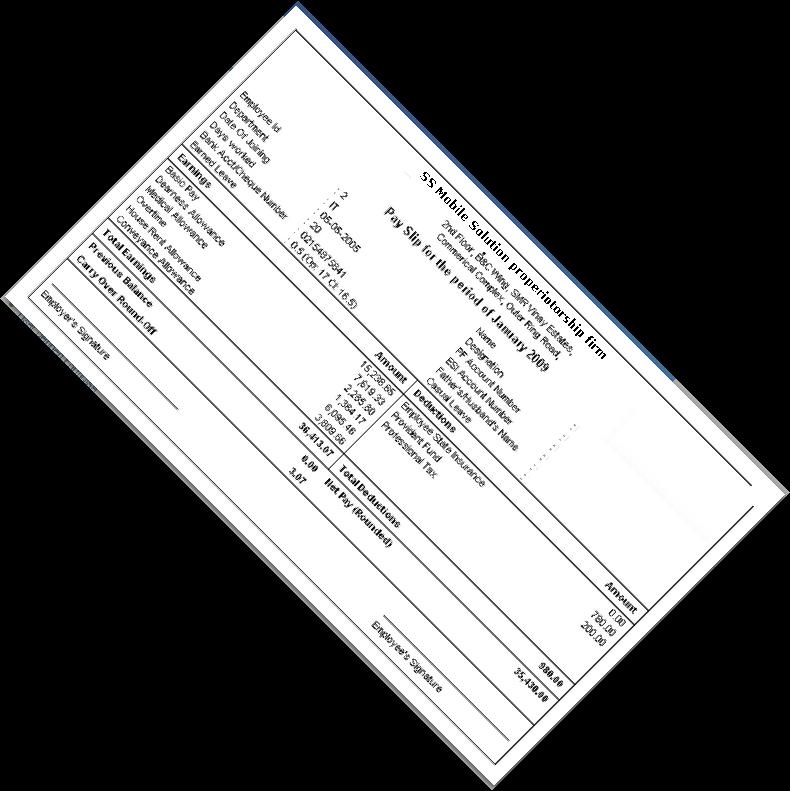 SS Mobile Solution properiotorship firm
2nd Floor, B&C Wing, SMR Vinay Estates,
Commerical Complex, Outer Ring Road,
Pay Slip for the period of January 2009
Employee Id : 2 Name :
Department : IT Designation :
Date Of Joining : 05-05-2005 PF Account Number :
Days worked : 20 ESI Account Number :
Bank Acct/Cheque Number : Father's/Husband's Name :
Earned Leave : 0.5 (Op: 17 Cl: 16.5) Casual Leave :
Earnings Amount Deductions Amount
Basic Pay 15,238.65 Employee State Insurance 0.00
Dearness Allowance 7,619.33 Provident Fund 780.00
Medical Allowance 2,285.80 Professional Tax 200.00
Overtime 1,364.17
House Rent Allowance 6,095.46
Conveyance Allowance 3,809.66
Total Earnings 36,413.07 Total Deductions 980.00
Previous Balance 0.00 Net Pay (Rounded) 35,430.00
Carry Over Round-Off 3.07
Employer's Signature Employee's Signature